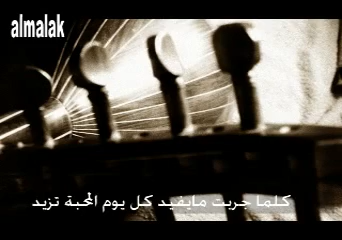 almalak
كلما جربت مايفيد كل يوم المحبة تزيد